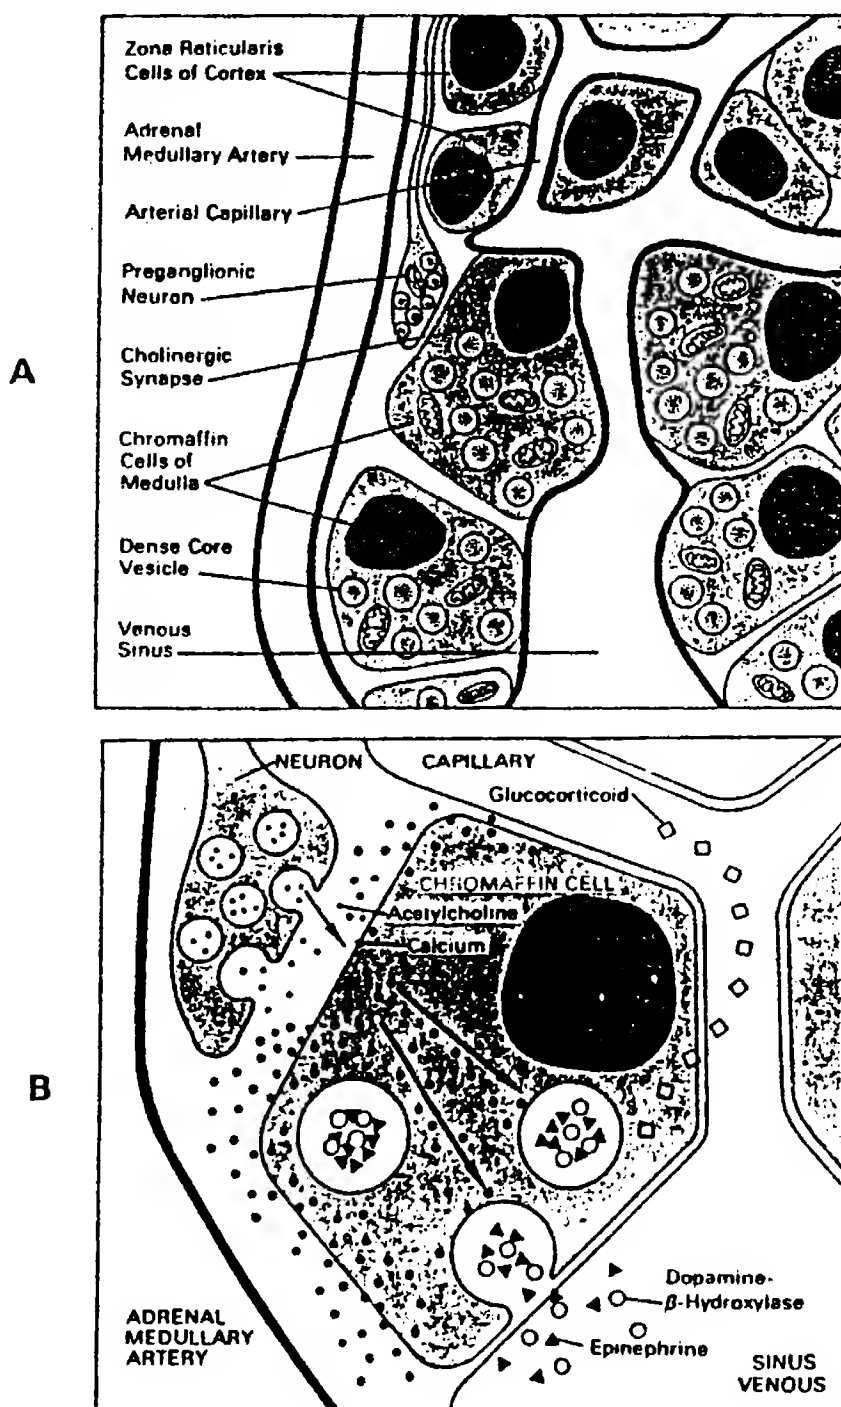 A
Zona Reticularis
Cells of Cortex
Adrenal
Medullary Artery
Arterial Capillary
Preganglionic
Neuron
Cholinergic
Synapse
Chromaffin
Cells of
Medulla
Dense Core
Vesicle
Venous
Sinus
B
NEURON
CAPILLARY
Glucocorticoid
CHROMAFFIN CELL
Acetylcholine
Calcium
Dopamine-
β-Hydroxylase
Epinephrine
ADRENAL
MEDULLARY
ARTERY
SINUS
VENOUS